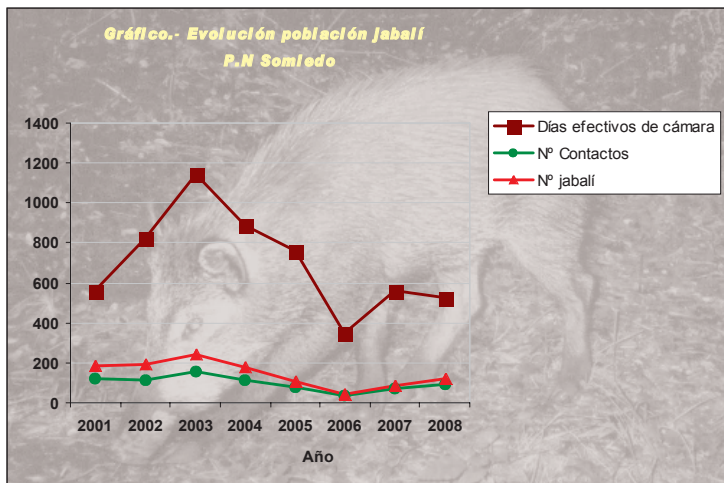 Gráfico.- Evolución población jabalí
P.N Somiedo
1400
1200
1000
800
600
400
200
0
2001 2002 2003 2004 2005 2006 2007 2008
Año
Días efectivos de cámara
Nº Contactos
Nº jabalí